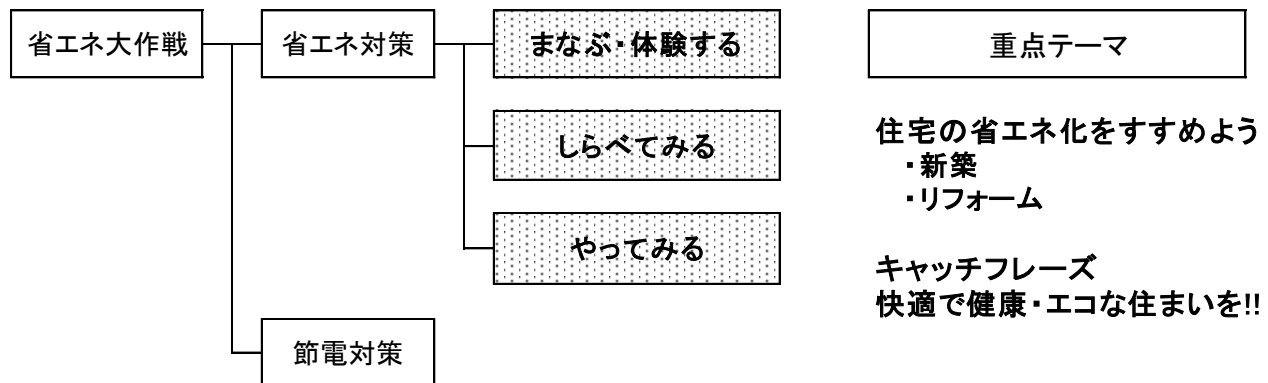 省エネ大作戦
省エネ対策
まなぶ・体験する
しらべてみる
やってみる
節電対策
重点テーマ
住宅の省エネ化をすすめよう
・新築
・リフォーム
キャッチフレーズ
快適で健康・エコな住まいを!!